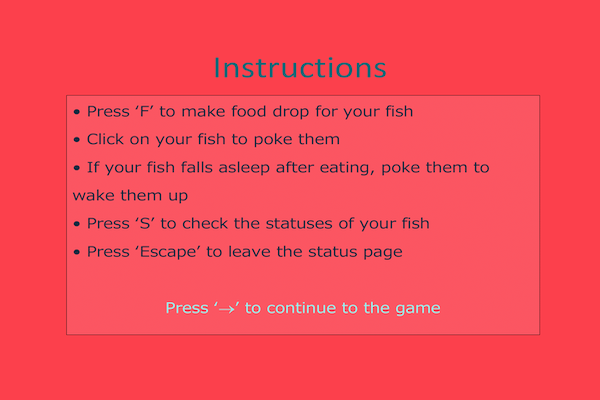 Instructions
• Press ‘F’ to make food drop for your fish
• Click on your fish to poke them
• If your fish falls asleep after eating, poke them to
wake them up
• Press ‘S’ to check the statuses of your fish
• Press ‘Escape’ to leave the status page
Press ‘→’ to continue to the game